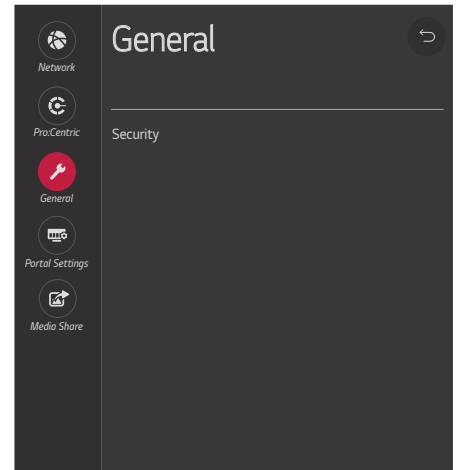 General
Network
Pro:Centric
General
Portal Settings
Media Share
Security